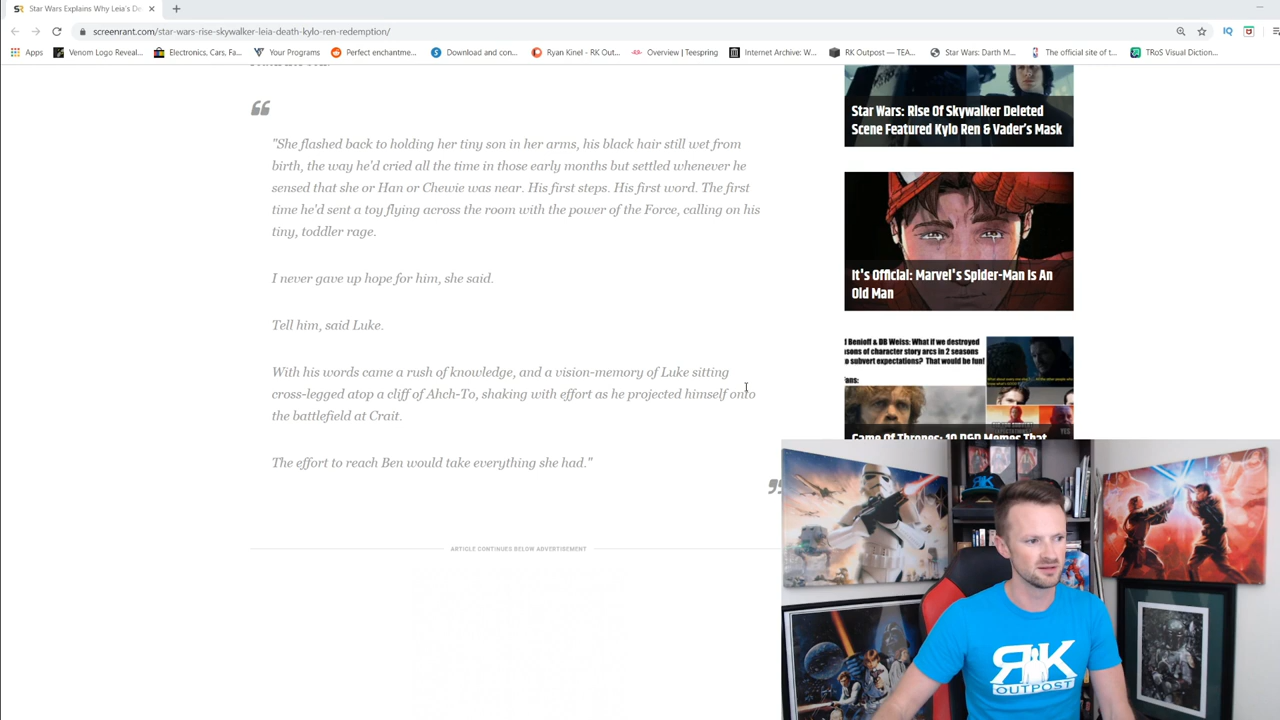 Star Wars Explains Why Leia's De
screenrant.com/star-wars-rise-skywalker-leia-death-kylo-ren-redemption/
Apps Venom Logo Reveal... Electronics, Cars, Fa... Your Programs Perfect enchantme... Download and con... Ryan Kinel - RK Out... Overview | Teespring Internet Archive: W... RK Outpost — TEA... Star Wars: Darth M... The official site of t... TRoS Visual Dictio...
"She flashed back to holding her tiny son in her arms, his black hair still wet from
birth, the way he'd cried all the time in those early months but settled whenever he
sensed that she or Han or Chewie was near. His first steps. His first word. The first
time he'd sent a toy flying across the room with the power of the Force, calling on his
tiny, toddler rage.
I never gave up hope for him, she said.
Tell him, said Luke.
With his words came a rush of knowledge, and a vision-memory of Luke sitting
cross-legged atop a cliff of Ahch-To, shaking with effort as he projected himself onto
the battlefield at Crait.
The effort to reach Ben would take everything she had."
ARTICLE CONTINUES BELOW ADVERTISEMENT
Star Wars: Rise Of Skywalker Deleted
Scene Featured Kylo Ren & Vader's Mask
It's Official: Marvel's Spider-Man Is An
Old Man
Benioff & DB Weiss: What if we destroyed
sons of character story arcs in 2 seasons
o subvert expectations? That would be fun!
Game Of Thrones: 10 D&D Memes That
RK
OUTPOST